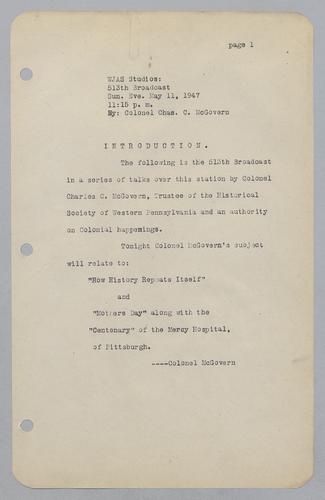 page 1
WJAS Studios:
513th Broadcast
Sun. Eve. May 11, 1947
11:15 p. m.
By: Colonel Chas. C. McGovern
I N T R O D U C T I O N .
The following is the 513th Broadcast
in a series of talks over this station by Colonel
Charles C. McGovern, Trustee of the Historical
Society of Western Pennsylvania and an authority
on Colonial happenings.
Tonight Colonel McGovern's subject
will relate to:
"How History Repeats Itself"
and
"Mothers Day" along with the
"Centenary" of the Mercy Hospital,
of Pittsburgh.
----Colonel McGovern